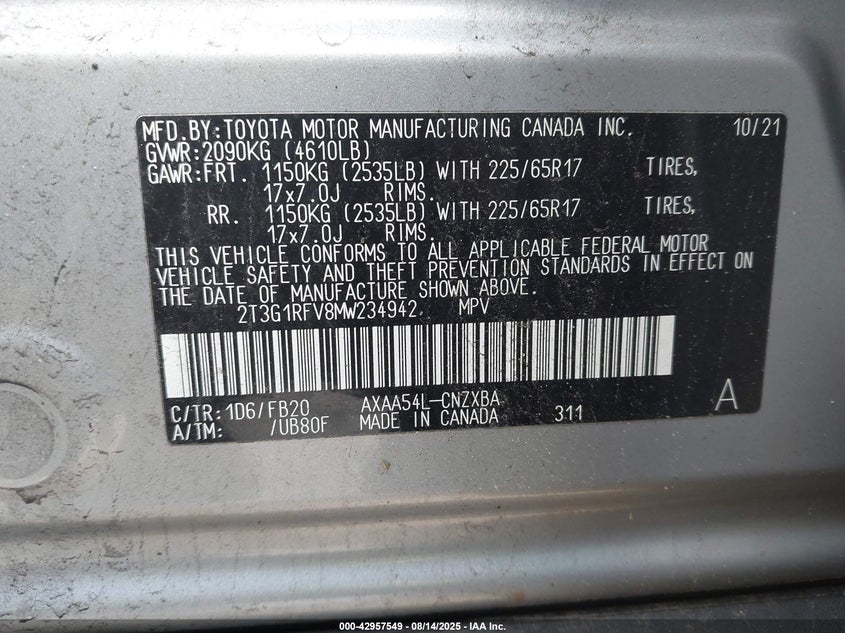 MFD.BY:TOYOTA MOTOR MANUFACTURING CANADA INC. 10/21
GVWR:2090KG (4610LB)
GAWR:FRT. 1150KG (2535LB) WITH 225/65R17 TIRES,
17x7.0J RIMS.
RR. 1150KG (2535LB) WITH 225/65R17 TIRES,
17x7.0J RIMS.
THIS VEHICLE CONFORMS TO ALL APPLICABLE FEDERAL MOTOR
VEHICLE SAFETY AND THEFT PREVENTION STANDARDS IN EFFECT ON
THE DATE OF MANUFACTURE SHOWN ABOVE.
2T3G1RFV8MW234942. MPV
C/TR:1D6/FB20 AXAA54L-CNZXBA A
A/TM: /UB80F MADE IN CANADA 311
000-42957549 - 08/14/2025 - IAA Inc.